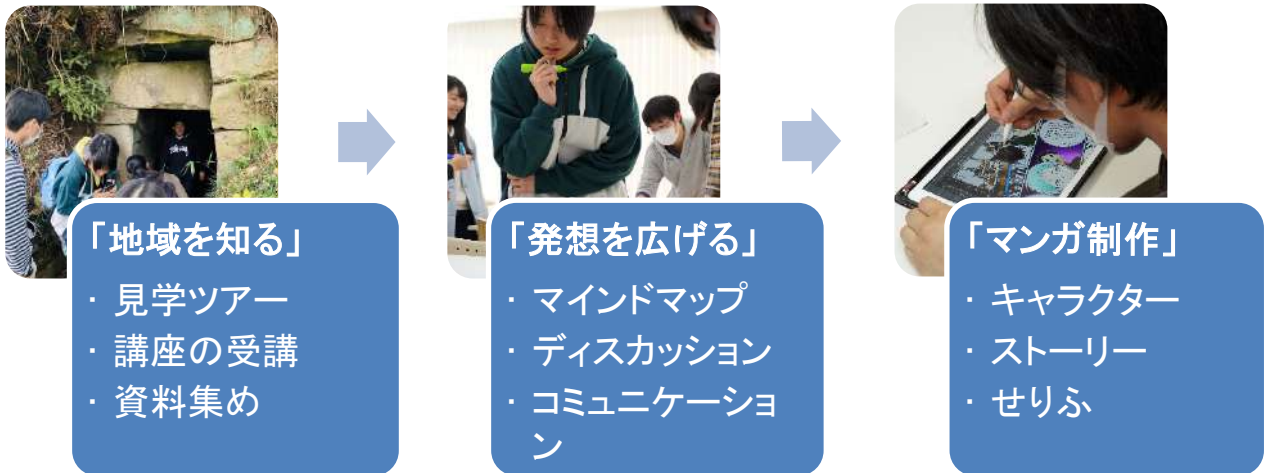 「地域を知る」
・見学ツアー
・講座の受講
・資料集め
「発想を広げる」
・マインドマップ
・ディスカッション
・コミュニケーショ
ン
「マンガ制作」
・キャラクター
・ストーリー
・せりふ